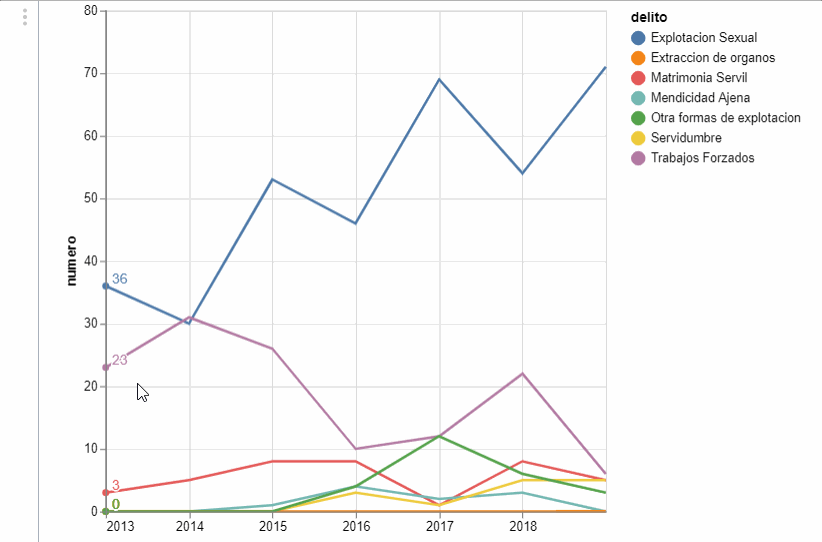 80
70
60
50
40
30
20
10
0
numero
36
23
3
0
2013
2014
2015
2016
2017
2018
delito
Explotacion Sexual
Extraccion de organos
Matrimonia Servil
Mendicidad Ajena
Otra formas de explotacion
Servidumbre
Trabajos Forzados